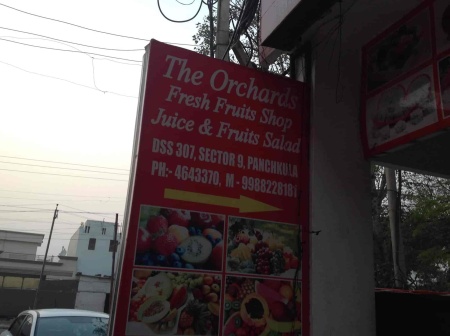 The Orchards
Fresh Fruits Shop
Juice & Fruits Salad
DSS 307, SECTOR 9, PANCHKULA
PH:- 4643370, M - 9988228181